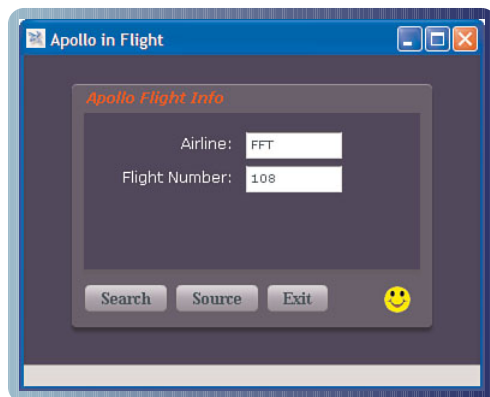 Apollo in Flight
Apollo Flight Info
Airline: FFT
Flight Number: 108
Search Source Exit